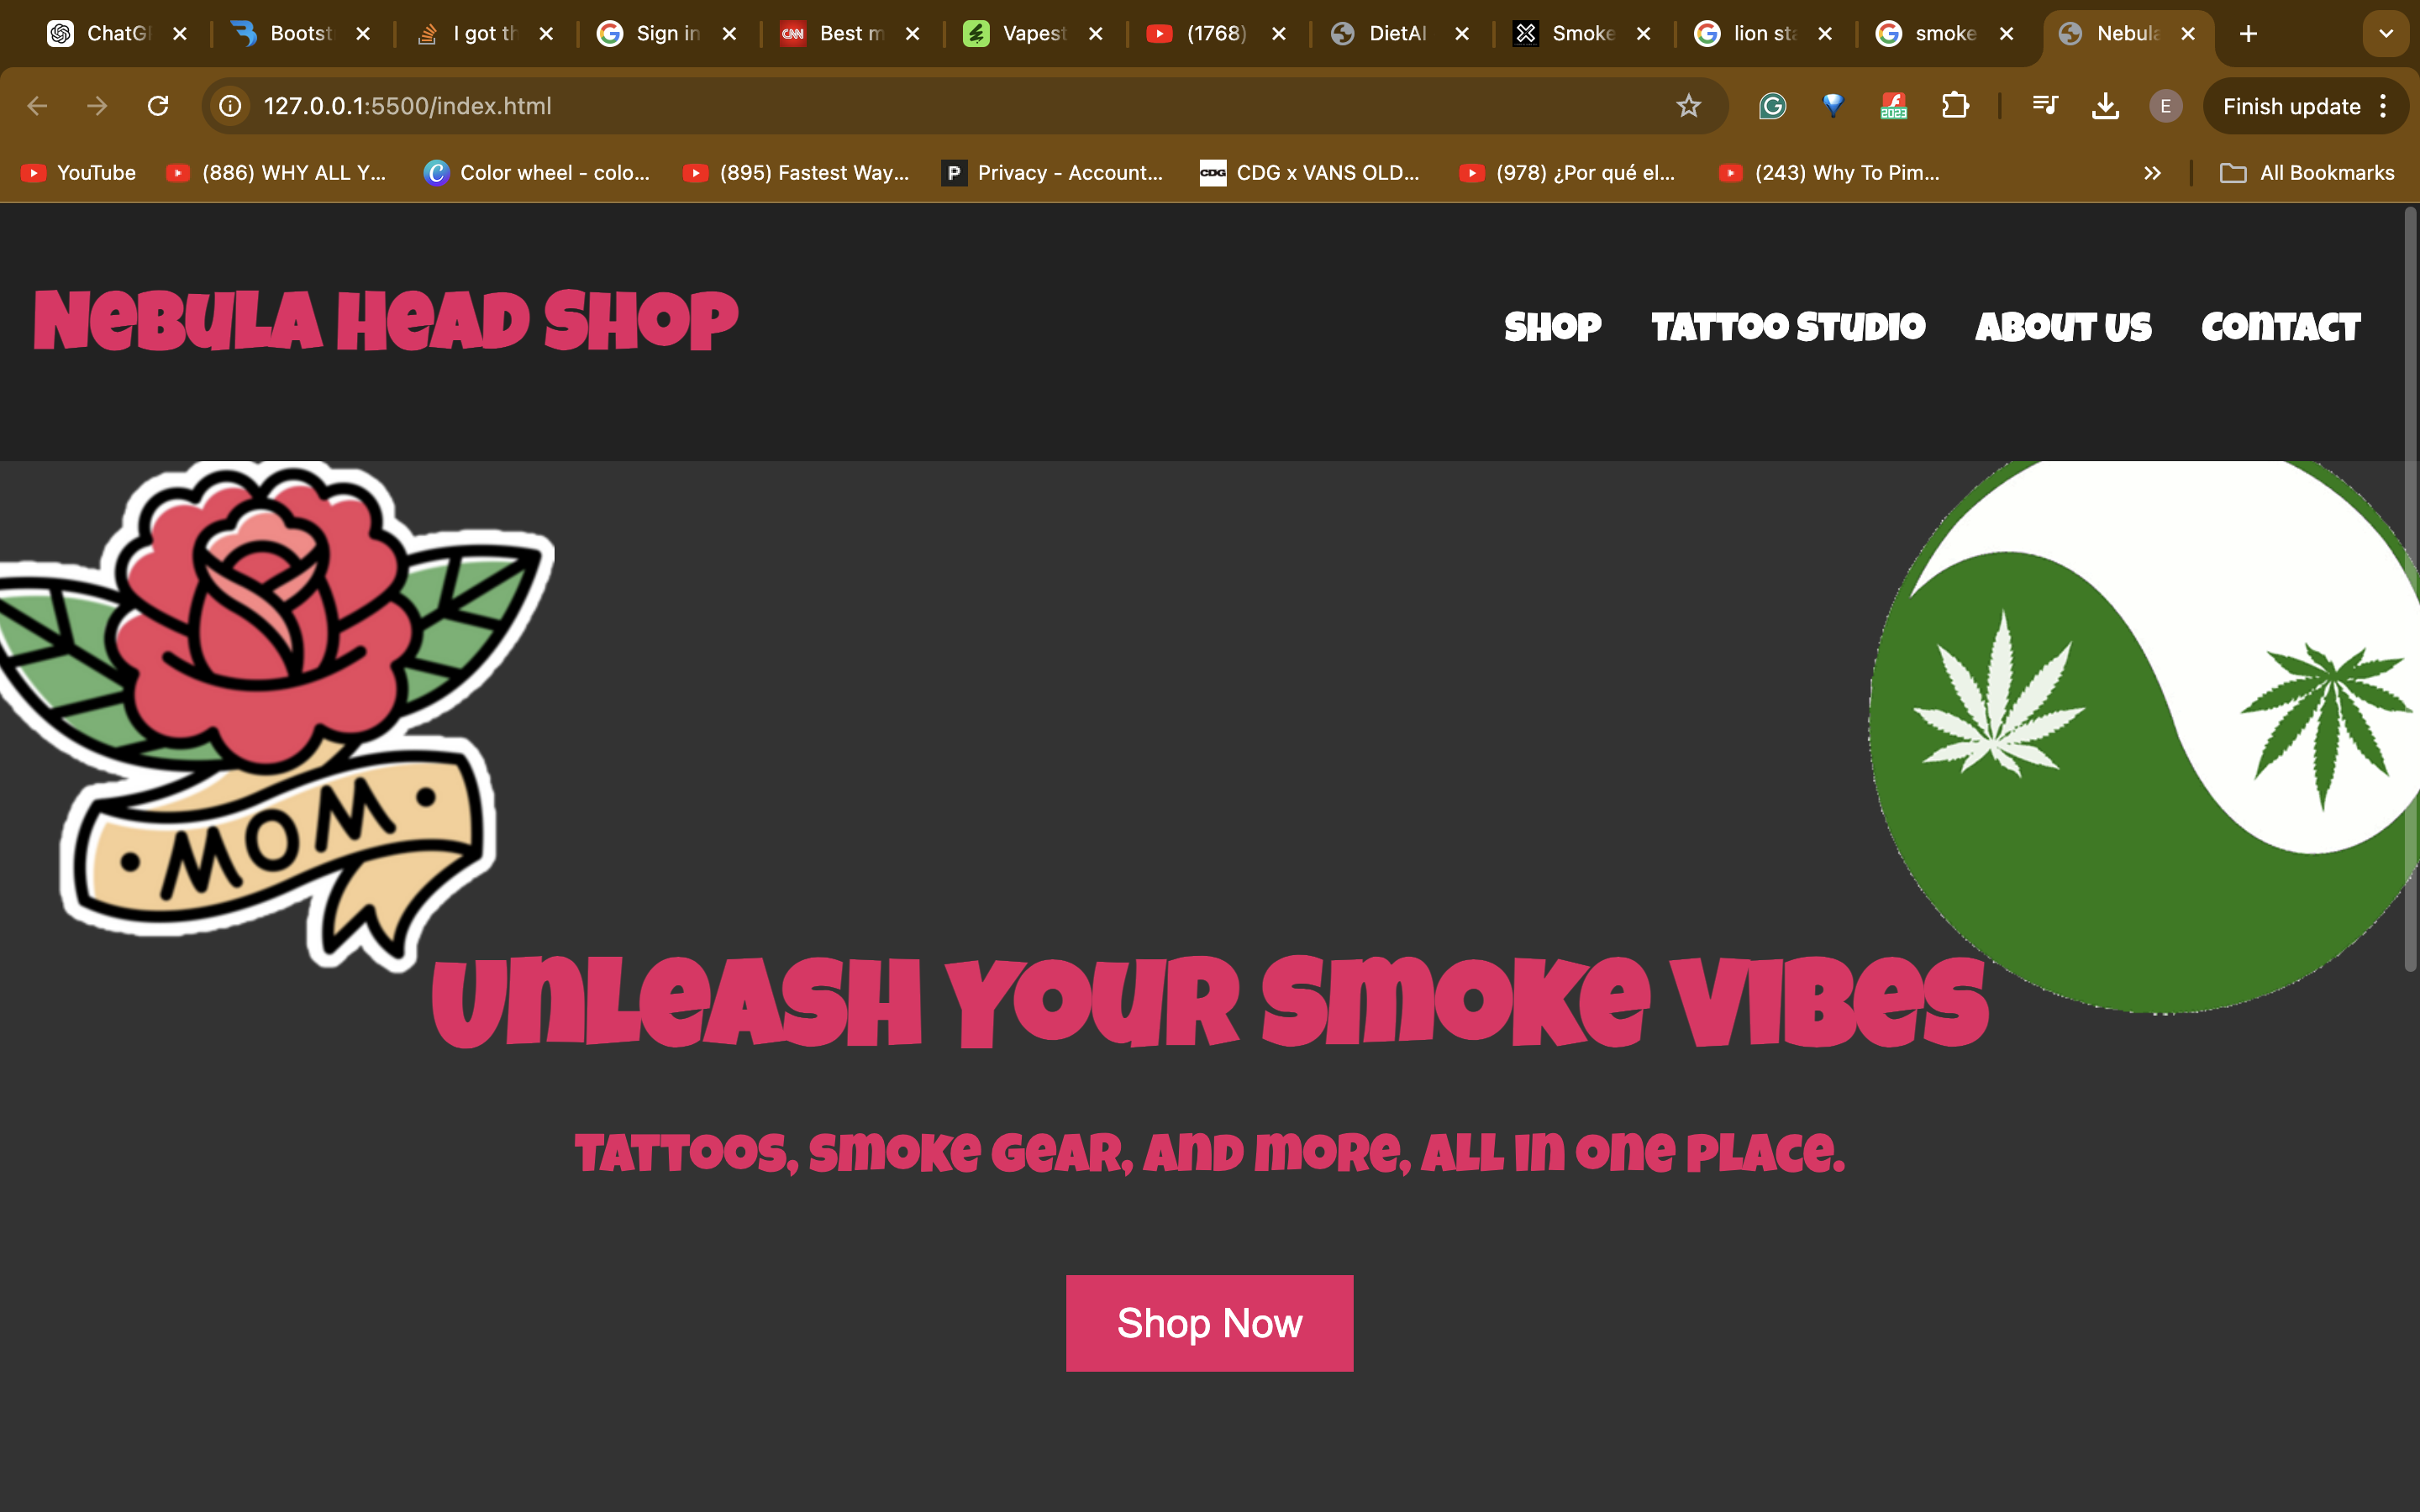 ChatG
Bootst
I got th
Sign in
CNN
Best m
Vapest
(1768)
DietAI
Smoke
lion sta
smoke
Nebula
127.0.0.1:5500/index.html
2023
E
Finish update
YouTube
(886) WHY ALL Y...
Color wheel - colo...
(895) Fastest Way...
P
Privacy - Account...
CDG
CDG x VANS OLD...
(978) ¿Por qué el...
(243) Why To Pim...
All Bookmarks
Nebula Head Shop
SHOP
TATTOO STUDIO
ABOUT US
CONTACT
MOM
Unleash Your Smoke Vibes
Tattoos, smoke gear, and more, all in one place.
Shop Now